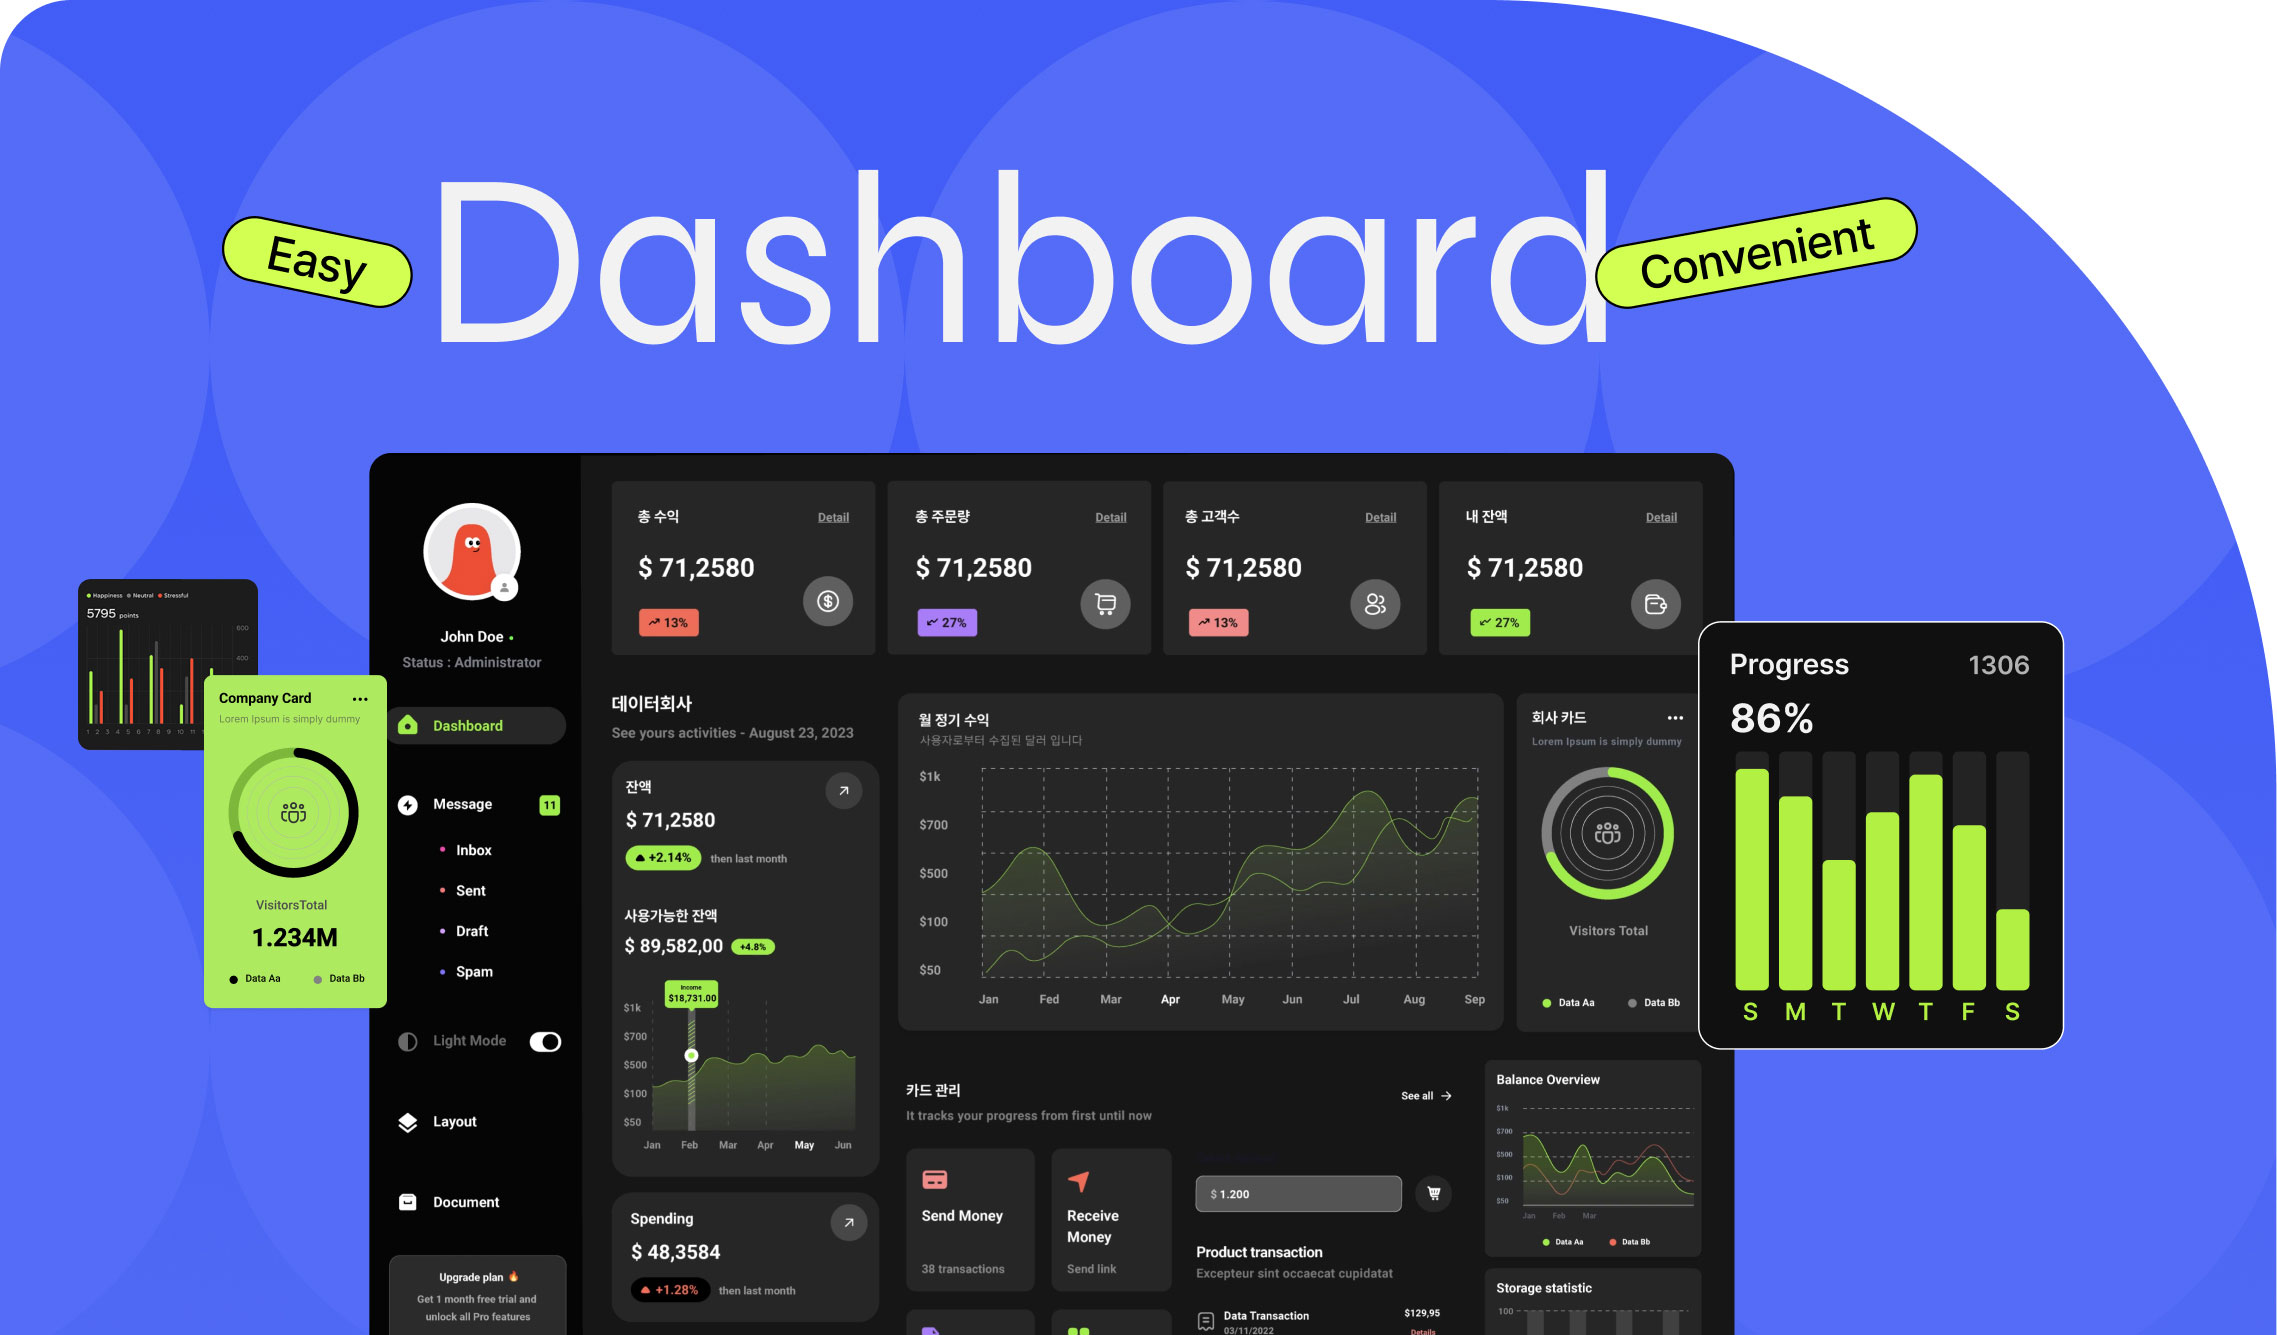 Dashboard
Easy
Convenient
Happiness Neutral Stressful
5795 points
600
400
1 2 3 4 5 6 7 8 9 10 11
Company Card
Lorem Ipsum is simply dummy
VisitorsTotal
1.234M
Data Aa Data Bb
John Doe
Status : Administrator
Dashboard
Message 11
Inbox
Sent
Draft
Spam
Light Mode
Layout
Document
Upgrade plan 🔥
Get 1 month free trial and
unlock all Pro features
총 수익 Detail
$ 71,2580
13%
총 주문량 Detail
$ 71,2580
27%
총 고객수 Detail
$ 71,2580
13%
내 잔액 Detail
$ 71,2580
27%
데이터회사
See yours activities - August 23, 2023
잔액
$ 71,2580
+2.14% then last month
사용가능한 잔액
$ 89,582,00 +4.8%
Income
$18,731.00
$1k
$700
$500
$100
$50
Jan Feb Mar Apr May Jun
Spending
$ 48,3584
+1.28% then last month
월 정기 수익
사용자로부터 수집된 달러 입니다
$1k
$700
$500
$100
$50
Jan Fed Mar Apr May Jun Jul Aug Sep
회사 카드
Lorem Ipsum is simply dummy
Visitors Total
Data Aa Data Bb
Progress 1306
86%
S M T W T F S
카드 관리 See all
It tracks your progress from first until now
Send Money
38 transactions
Receive
Money
Send link
$ 1.200
Product transaction
Excepteur sint occaecat cupidatat
Data Transaction $129,95
03/11/2022 Details
Balance Overview
$1k
$700
$500
$100
$50
Jan Feb Mar
Data Aa Data Bb
Storage statistic
100